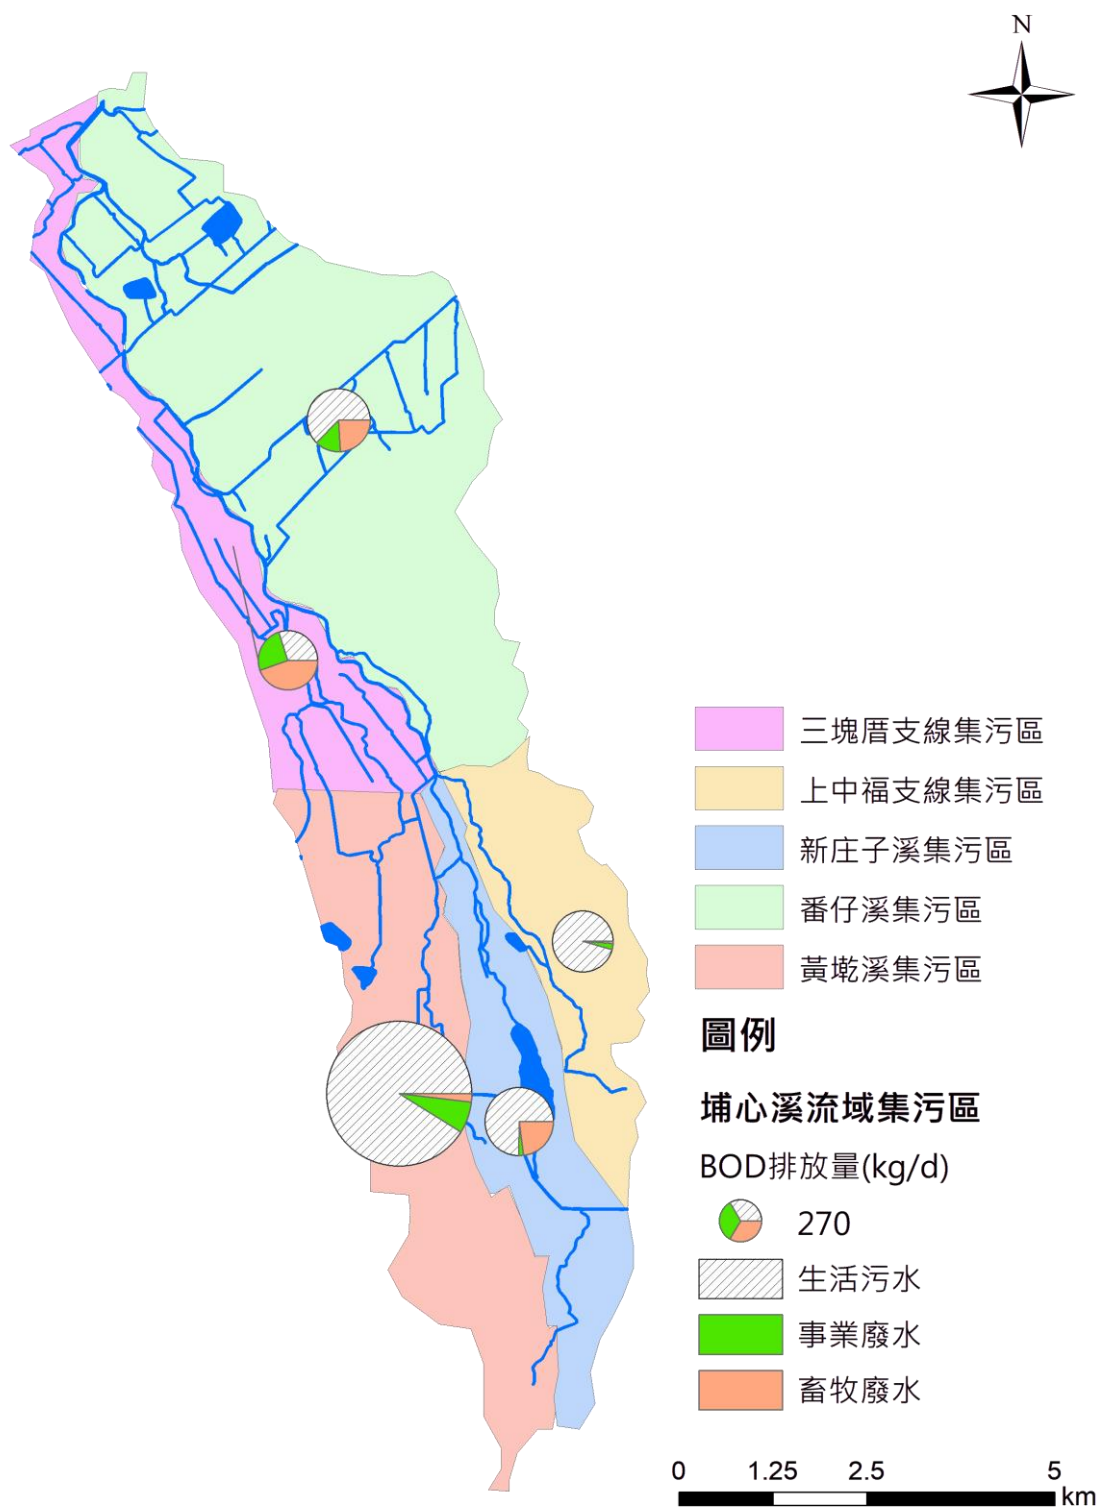 N
三塊厝支線集污區
上中福支線集污區
新庄子溪集污區
番仔溪集污區
黃墘溪集污區
圖例
埔心溪流域集污區
BOD排放量(kg/d)
270
生活污水
事業廢水
畜牧廢水
0 1.25 2.5 5
km